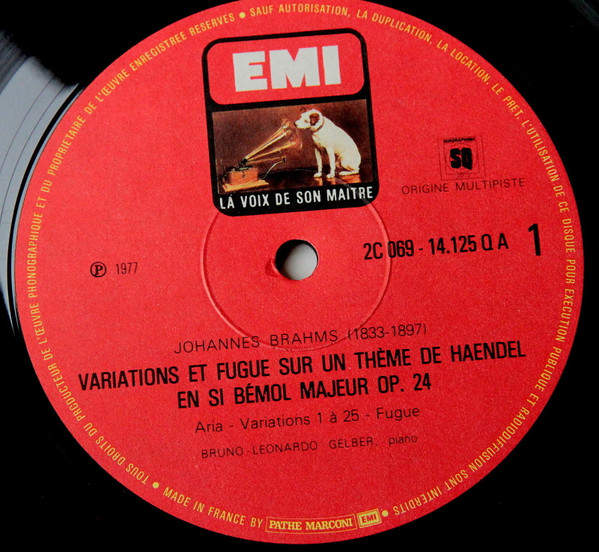 • SAUF AUTORISATION, LA DUPLICATION, LA LOCATION, LE PRET, L'UTILISATION DE CE DISQUE POUR EXECUTION PUBLIQUE ET RADIODIFFUSION SONT INTERDITS •
TOUS DROITS DU PRODUCTEUR DE L'ŒUVRE PHONOGRAPHIQUE ET DU PROPRIETAIRE DE L'ŒUVRE ENREGISTREE RESERVES
EMI
LA VOIX DE SON MAITRE
SQ
ORIGINE MULTIPISTE
2C 069 - 14.125 Q A 1
Ⓟ 1977
JOHANNES BRAHMS (1833-1897)
VARIATIONS ET FUGUE SUR UN THÈME DE HAENDEL
EN SI BÉMOL MAJEUR OP. 24
Aria - Variations 1 à 25 - Fugue
BRUNO-LEONARDO GELBER, piano
• MADE IN FRANCE BY PATHE MARCONI EMI •